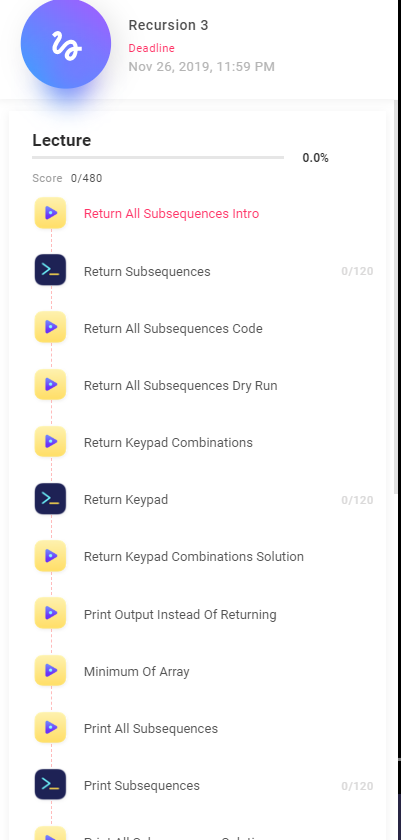 Recursion 3
Deadline
Nov 26, 2019, 11:59 PM
Lecture
0.0%
Score 0/480
Return All Subsequences Intro
Return Subsequences 0/120
Return All Subsequences Code
Return All Subsequences Dry Run
Return Keypad Combinations
Return Keypad 0/120
Return Keypad Combinations Solution
Print Output Instead Of Returning
Minimum Of Array
Print All Subsequences
Print Subsequences 0/120